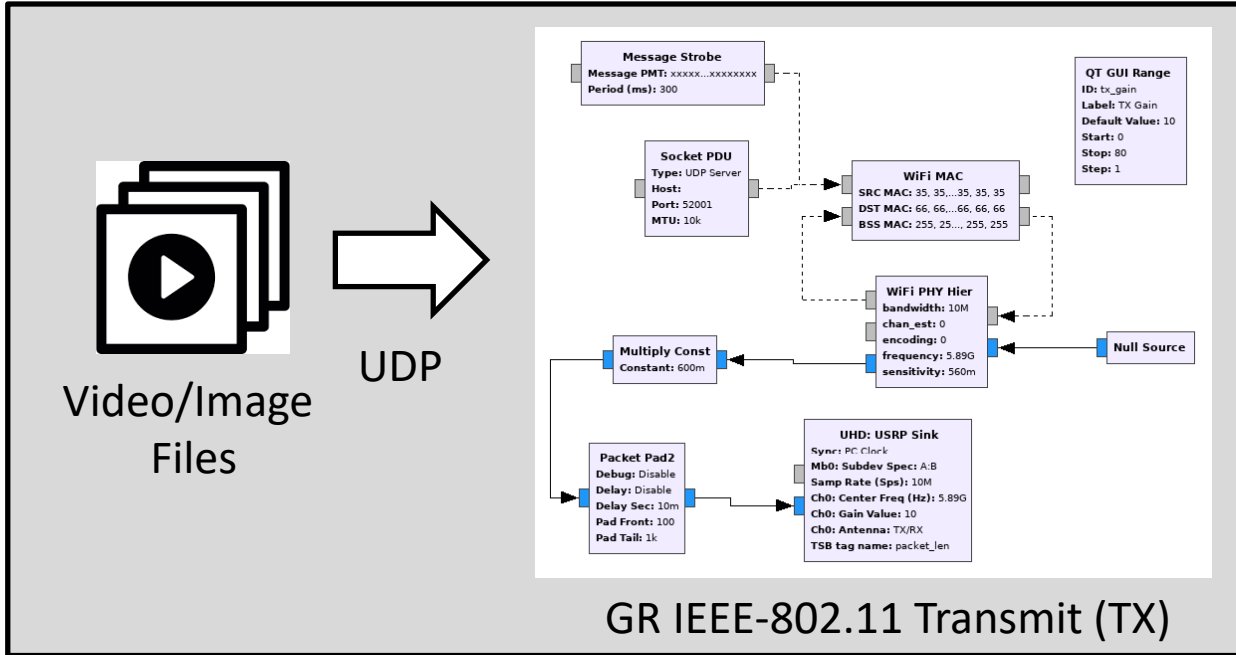 Video/Image
Files
UDP
Message Strobe
Message PMT: xxxxx...xxxxxxxx
Period (ms): 300
QT GUI Range
ID: tx_gain
Label: TX Gain
Default Value: 10
Start: 0
Stop: 80
Step: 1
Socket PDU
Type: UDP Server
Host:
Port: 52001
MTU: 10k
WiFi MAC
SRC MAC: 35, 35,...35, 35, 35
DST MAC: 66, 66,...66, 66, 66
BSS MAC: 255, 25..., 255, 255
WiFi PHY Hier
bandwidth: 10M
chan_est: 0
encoding: 0
frequency: 5.89G
sensitivity: 560m
Null Source
Multiply Const
Constant: 600m
Packet Pad2
Debug: Disable
Delay: Disable
Delay Sec: 10m
Pad Front: 100
Pad Tail: 1k
UHD: USRP Sink
Sync: PC Clock
Mb0: Subdev Spec: A:B
Samp Rate (Sps): 10M
Ch0: Center Freq (Hz): 5.89G
Ch0: Gain Value: 10
Ch0: Antenna: TX/RX
TSB tag name: packet_len
GR IEEE-802.11 Transmit (TX)